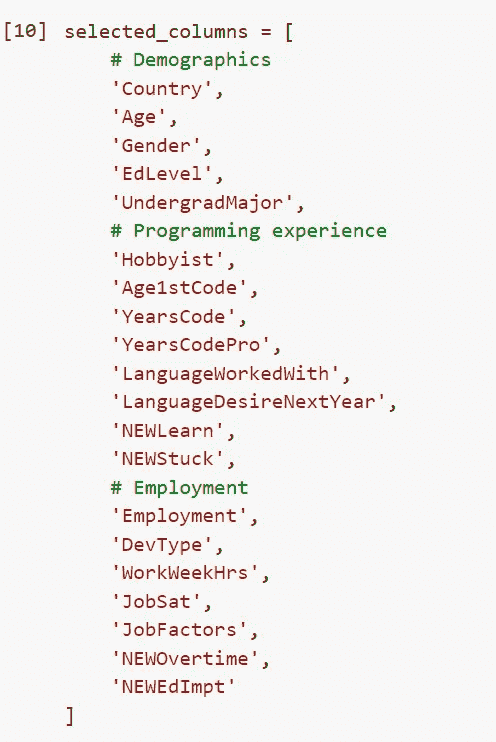 [10] selected_columns = [
# Demographics
'Country',
'Age',
'Gender',
'EdLevel',
'UndergradMajor',
# Programming experience
'Hobbyist',
'Age1stCode',
'YearsCode',
'YearsCodePro',
'LanguageWorkedWith',
'LanguageDesireNextYear',
'NEWLearn',
'NEWStuck',
# Employment
'Employment',
'DevType',
'WorkWeekHrs',
'JobSat',
'JobFactors',
'NEWOvertime',
'NEWEdImpt'
]